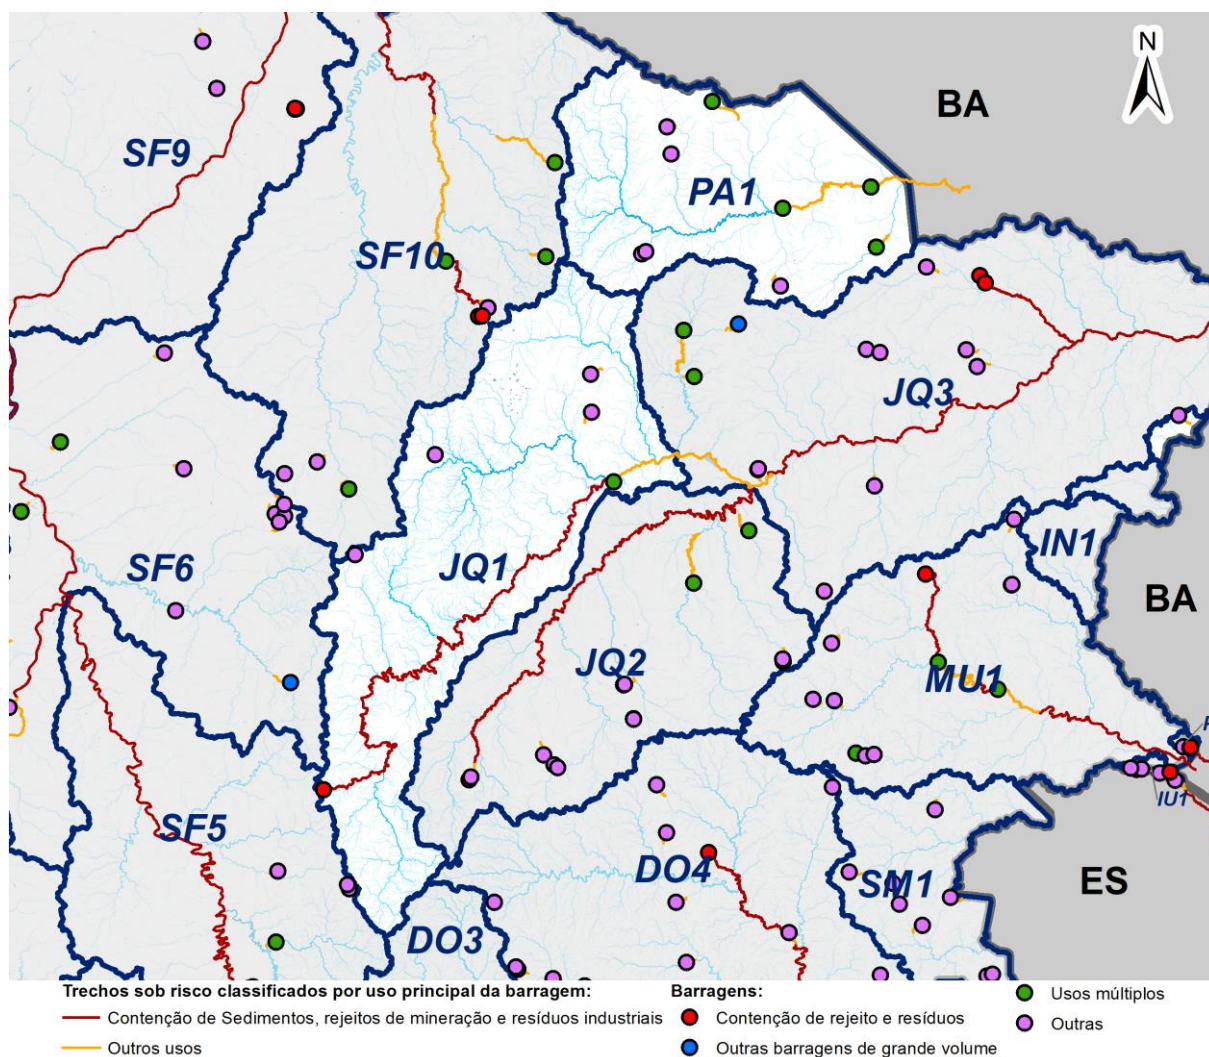 N
BA
SF9
PA1
SF10
JQ3
IN1
SF6
JQ1
BA
JQ2
MU1
IU1
SF5
DO4
SM1
ES
DO3
Trechos sob risco classificados por uso principal da barragem:
Contenção de Sedimentos, rejeitos de mineração e resíduos industriais
Outros usos
Barragens:
Contenção de rejeito e resíduos
Outras barragens de grande volume
Usos múltiplos
Outras